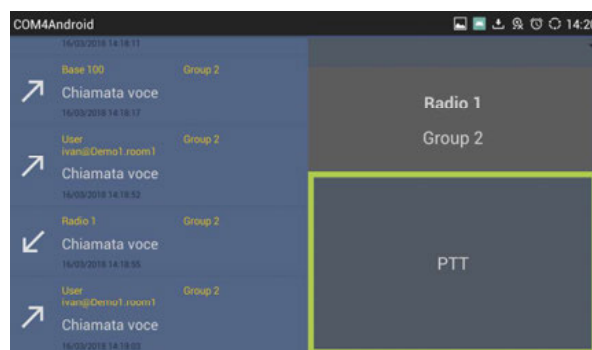 COM4Android
14:20
16/03/2018 14:18:11
Base 100 Group 2
Chiamata voce
16/03/2018 14:18:17
User Group 2
ivan@Demo1.room1
Chiamata voce
16/03/2018 14:18:52
Radio 1 Group 2
Chiamata voce
16/03/2018 14:18:55
User Group 2
ivan@Demo1.room1
Chiamata voce
16/03/2018 14:19:03
Radio 1
Group 2
PTT